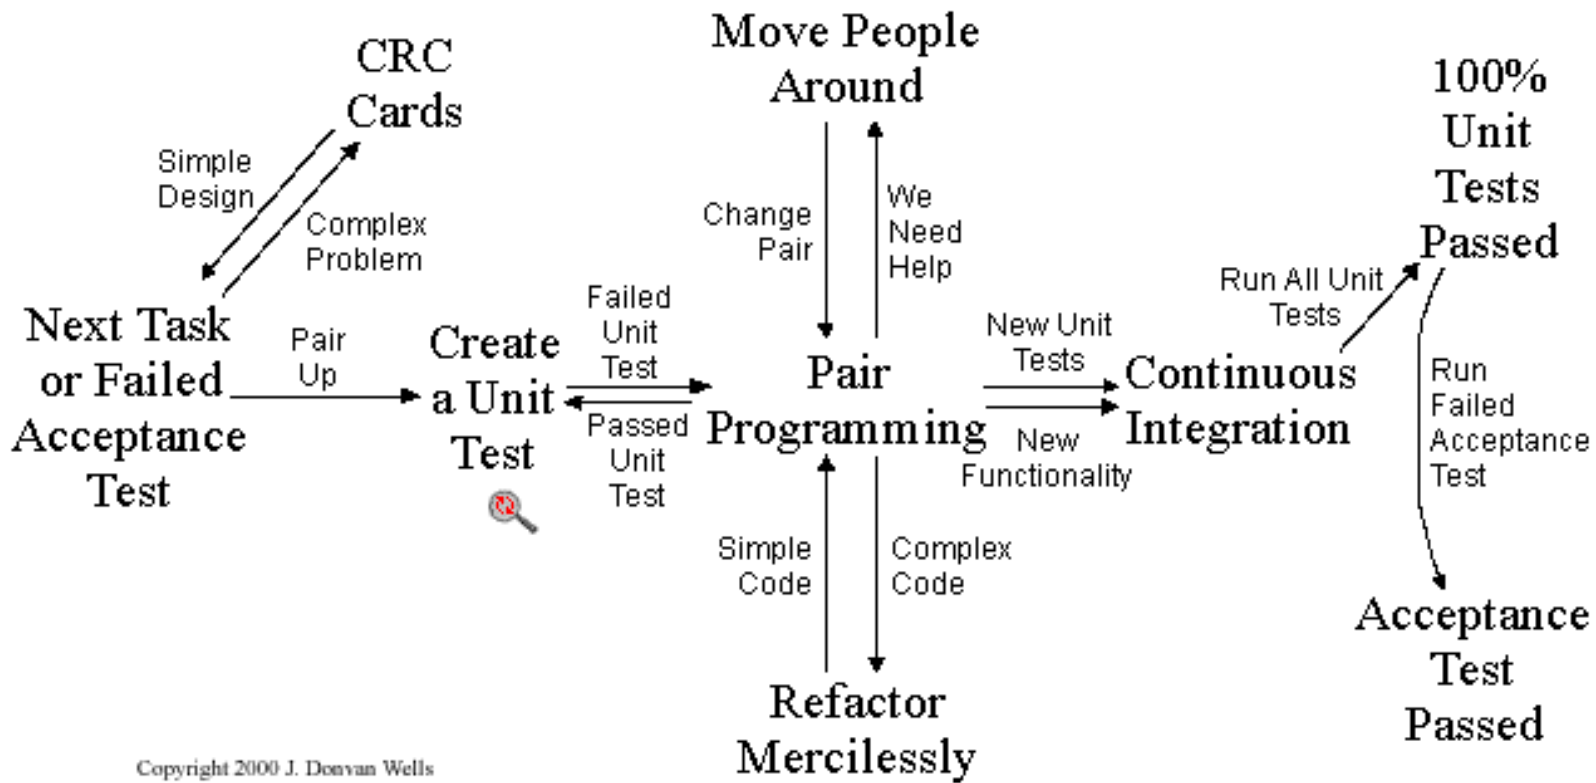 CRC
Cards
Simple
Design
Complex
Problem
Next Task
or Failed
Acceptance
Test
Pair
Up
Create
a Unit
Test
Failed
Unit
Test
Passed
Unit
Test
Move People
Around
Change
Pair
We
Need
Help
Pair
Programming
Simple
Code
Complex
Code
Refactor
Mercilessly
New Unit
Tests
New
Functionality
Continuous
Integration
Run All Unit
Tests
100%
Unit
Tests
Passed
Run
Failed
Acceptance
Test
Acceptance
Test
Passed
Copyright 2000 J. Donvan Wells